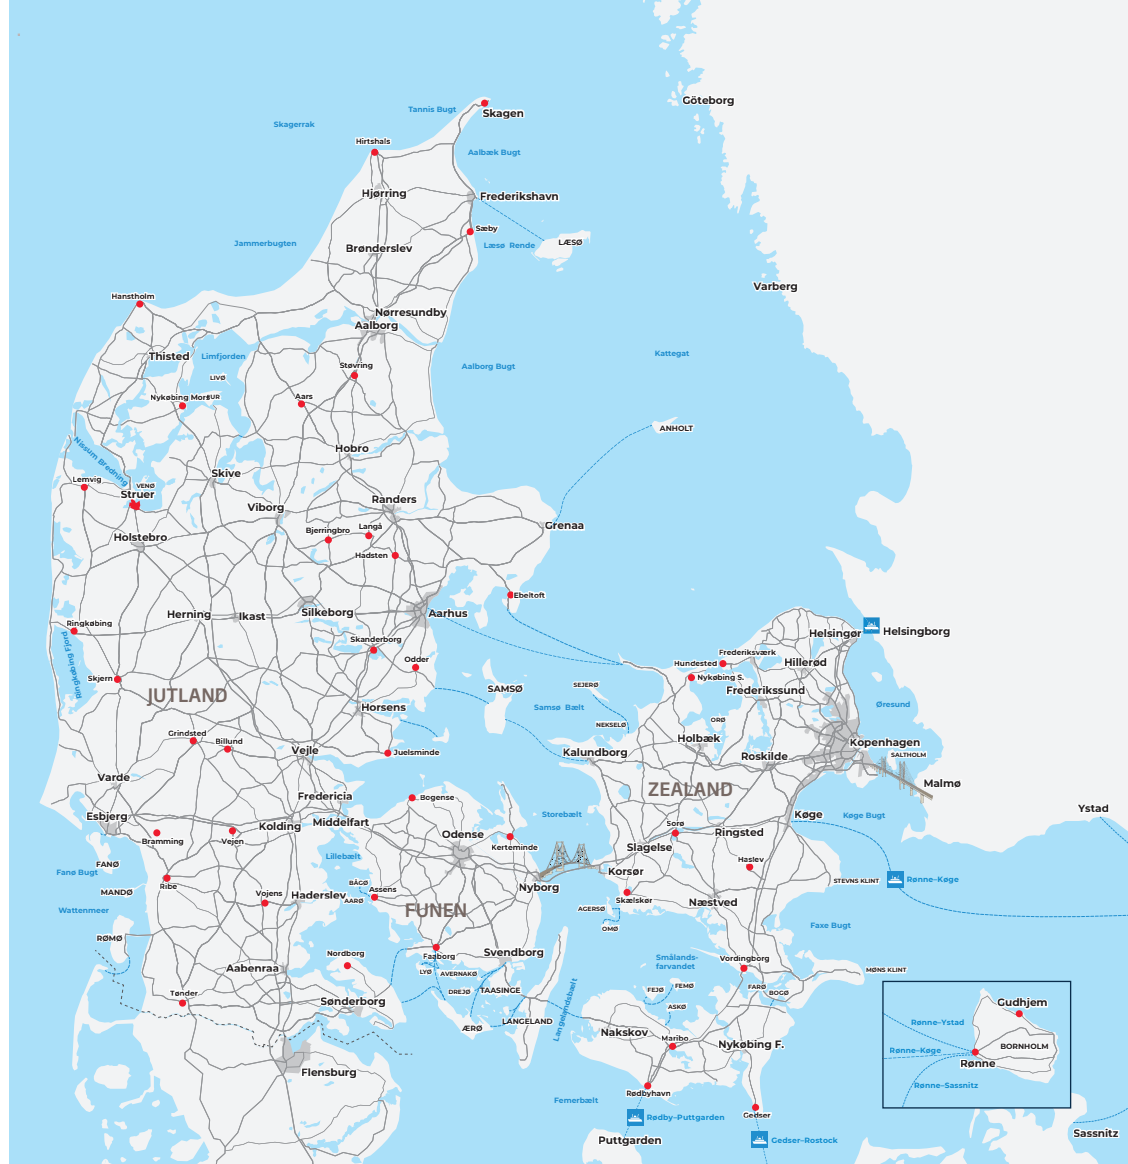 Göteborg
Tannis Bugt
Skagen
Skagerrak
Hirtshals
Aalbæk Bugt
Hjørring
Frederikshavn
Sæby
Jammerbugten
Brønderslev
Læsø Rende
LÆSØ
Varberg
Hanstholm
Nørresundby
Aalborg
Thisted
Limfjorden
Kattegat
Støvring
Aalborg Bugt
LIVØ
Nykøbing Mors
FUR
Aars
ANHOLT
Nissum Bredning
Hobro
Lemvig
Skive
VENØ
Struer
Randers
Viborg
Grenaa
Bjerringbro
Langå
Holstebro
Hadsten
Ebeltoft
Herning
Ikast
Silkeborg
Aarhus
Ringkøbing
Helsingør
Helsingborg
Ringkøbing Fjord
Skanderborg
Frederiksværk
Odder
Hundested
Hillerød
Skjern
Nykøbing S.
JUTLAND
SAMSØ
SEJERØ
Frederikssund
Horsens
Samsø Bælt
Øresund
NEKSELØ
ORØ
Grindsted
Billund
Holbæk
Kopenhagen
Vejle
Juelsminde
Kalundborg
Roskilde
SALTHOLM
Varde
Malmø
ZEALAND
Fredericia
Bogense
Ystad
Esbjerg
Middelfart
Storebælt
Køge
Køge Bugt
Kolding
Sorø
Bramming
Vejen
Odense
Ringsted
Kerteminde
Slagelse
Lillebælt
FANØ
Haslev
Fanø Bugt
Korsør
Ribe
BÅGØ
Nyborg
STEVNS KLINT
Rønne–Køge
MANDØ
Vojens
Haderslev
Assens
AARØ
Skælskør
Næstved
Wattenmeer
FUNEN
AGERSØ
Faxe Bugt
OMØ
RØMØ
Nordborg
Faaborg
Svendborg
Smålands-
farvandet
Vordingborg
Aabenraa
LYØ
AVERNAKØ
MØNS KLINT
FEJØ
FEMØ
FARØ
BOGØ
Tønder
DREJØ
TAASINGE
Sønderborg
ASKØ
Gudhjem
LANGELAND
Langelandsbælt
ÆRØ
Rønne–Ystad
Nakskov
Maribo
Nykøbing F.
Rønne–Køge
BORNHOLM
Rønne
Flensburg
Rønne–Sassnitz
Rødbyhavn
Femerbælt
Gedser
Rødby–Puttgarden
Sassnitz
Puttgarden
Gedser–Rostock